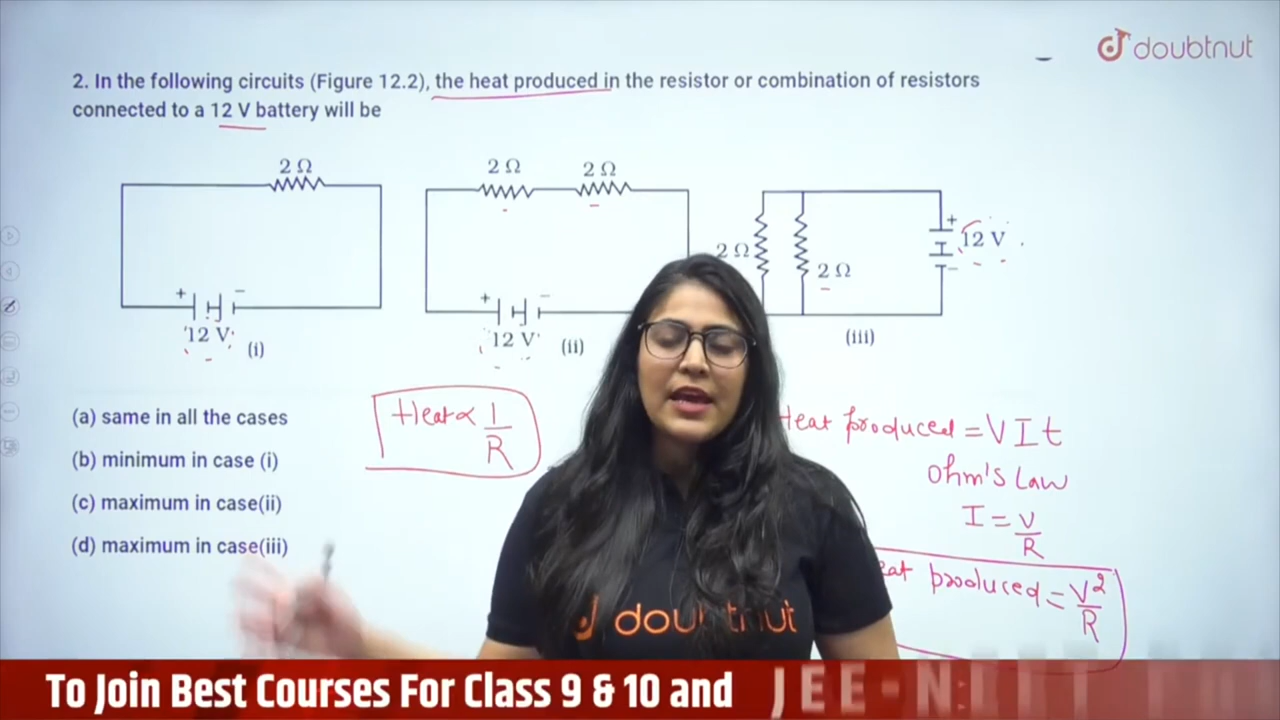 doubtnut
2. In the following circuits (Figure 12.2), the heat produced in the resistor or combination of resistors
connected to a 12 V battery will be
2 Ω
2 Ω
2 Ω
2 Ω
2 Ω
+
12 V
−
+
−
12 V
(i)
+
−
12 V
(ii)
(iii)
(a) same in all the cases
(b) minimum in case (i)
(c) maximum in case(ii)
(d) maximum in case(iii)
Heat ∝ 1/R
Heat produced = VIt
Ohm's Law
I = V/R
produced = V²/R
To Join Best Courses For Class 9 & 10 and JEE - NEET